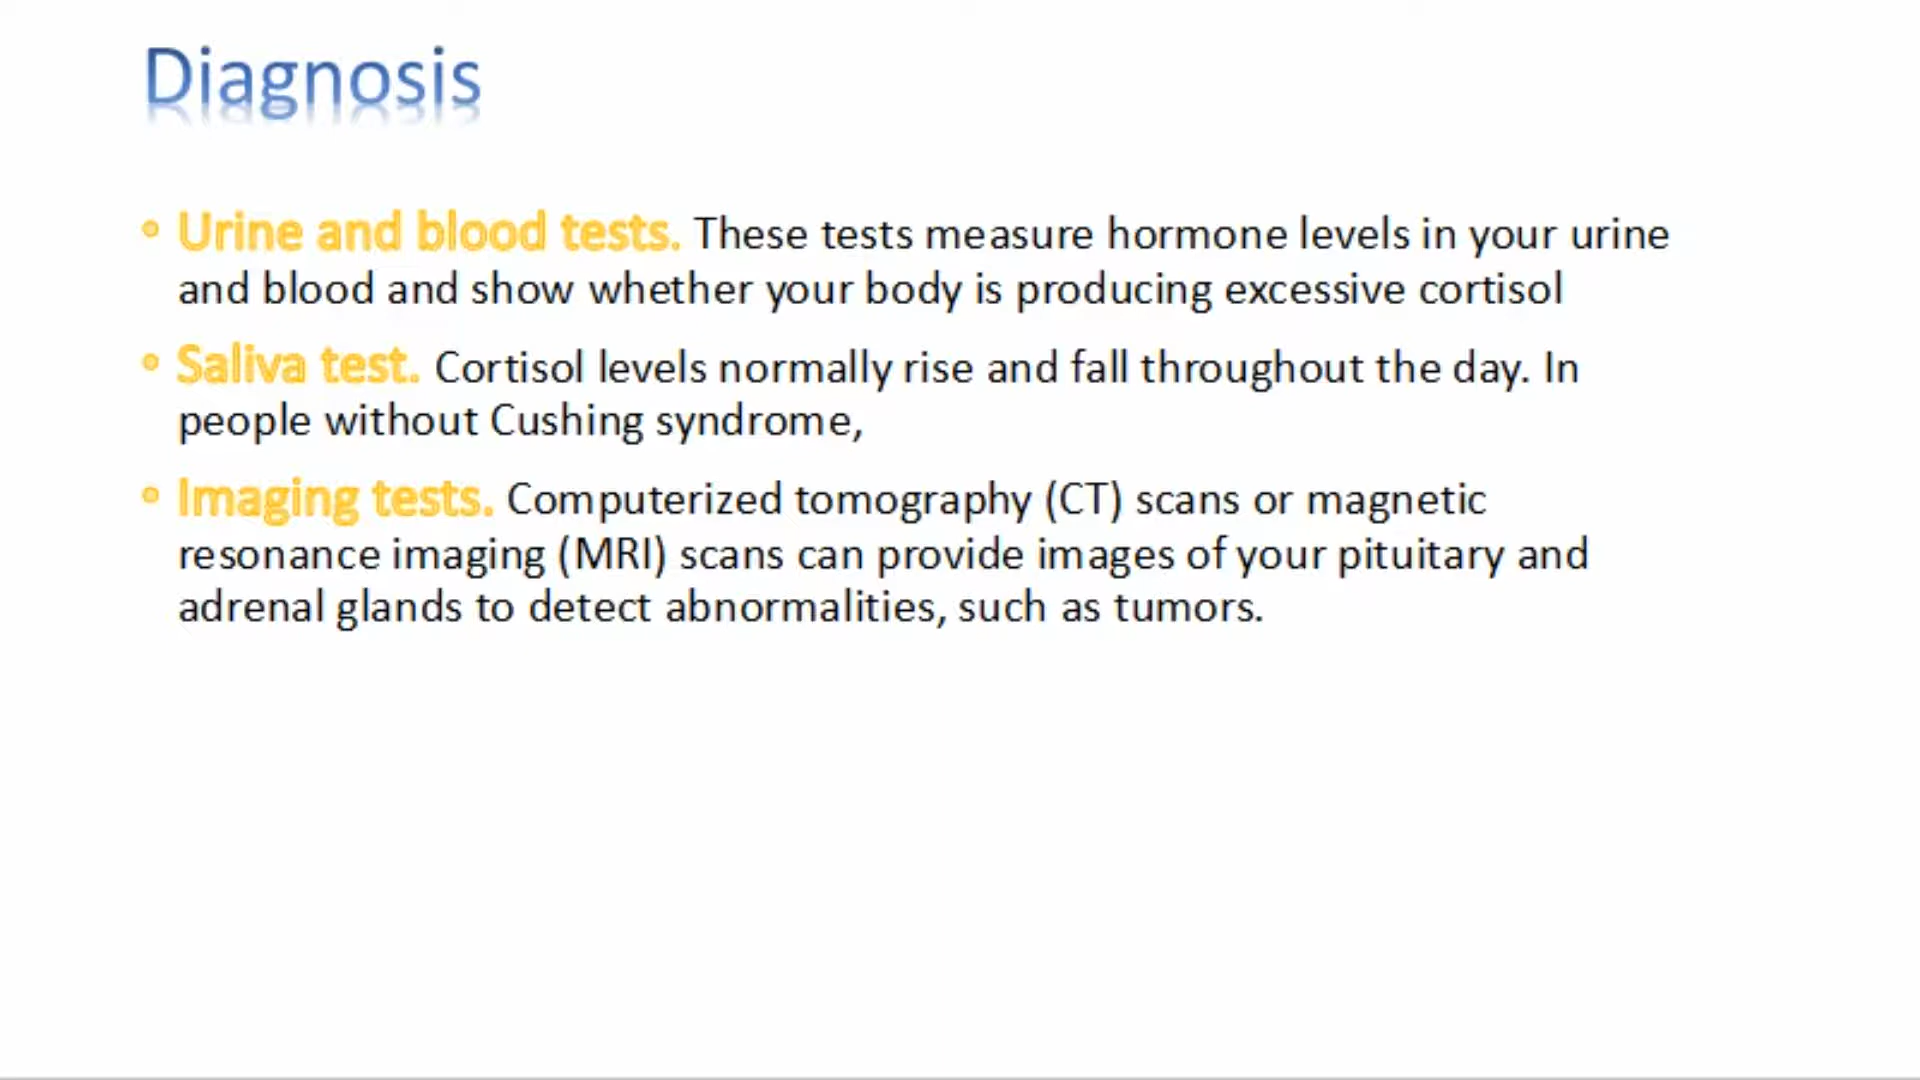 Diagnosis
• Urine and blood tests. These tests measure hormone levels in your urine
and blood and show whether your body is producing excessive cortisol
• Saliva test. Cortisol levels normally rise and fall throughout the day. In
people without Cushing syndrome,
• Imaging tests. Computerized tomography (CT) scans or magnetic
resonance imaging (MRI) scans can provide images of your pituitary and
adrenal glands to detect abnormalities, such as tumors.